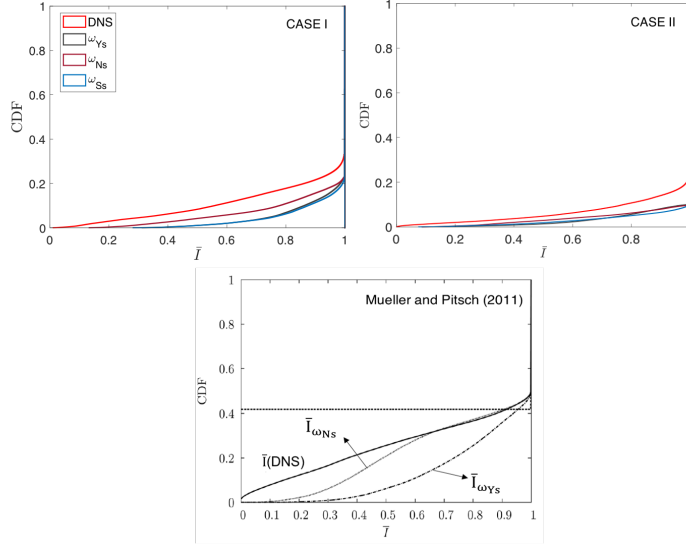 CASE I
DNS
ω_Ys
ω_Ns
ω_Ss
CDF
1
0.8
0.6
0.4
0.2
0
0 0.2 0.4 0.6 0.8 1
Ī
CASE II
CDF
1
0.8
0.6
0.4
0.2
0
0 0.2 0.4 0.6 0.8
Ī
Mueller and Pitsch (2011)
CDF
1
0.8
0.6
0.4
0.2
0
Ī_ωNs
Ī(DNS)
Ī_ωYs
0 0.1 0.2 0.3 0.4 0.5 0.6 0.7 0.8 0.9 1
Ī